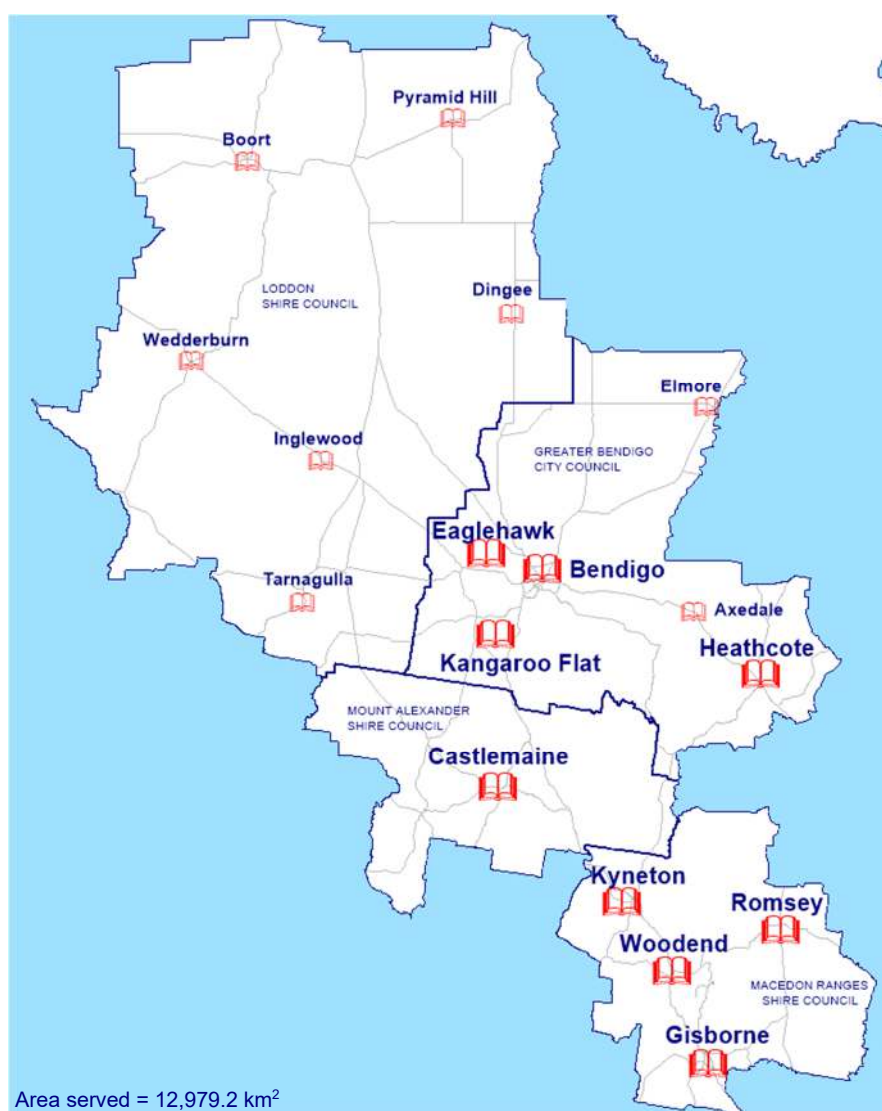 Pyramid Hill
Boort
LODDON
SHIRE COUNCIL
Dingee
Wedderburn
Elmore
Inglewood
GREATER BENDIGO
CITY COUNCIL
Eaglehawk
Bendigo
Tarnagulla
Axedale
Heathcote
Kangaroo Flat
MOUNT ALEXANDER
SHIRE COUNCIL
Castlemaine
Kyneton
Romsey
Woodend
MACEDON RANGES
SHIRE COUNCIL
Gisborne
Area served = 12,979.2 km²